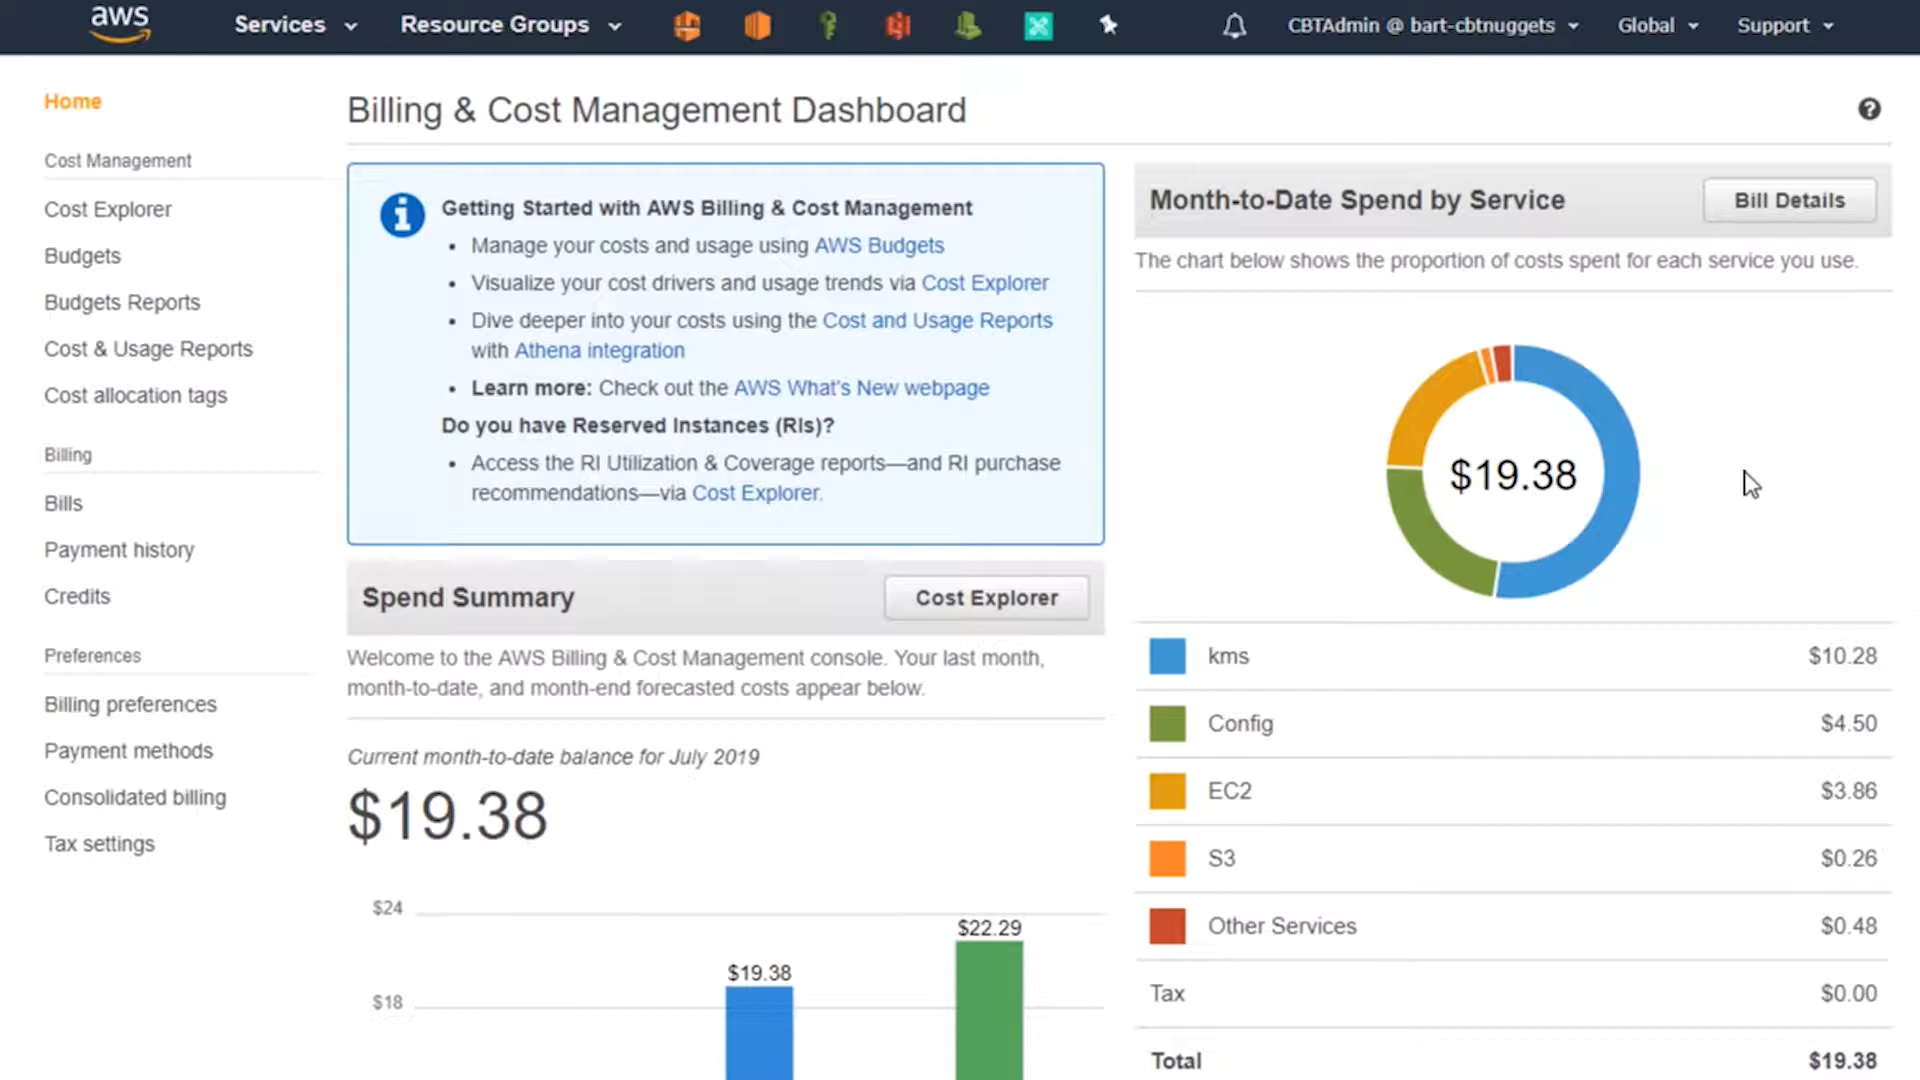 aws
Services
Resource Groups
CBTAdmin @ bart-cbtnuggets
Global
Support
Home
Cost Management
Cost Explorer
Budgets
Budgets Reports
Cost & Usage Reports
Cost allocation tags
Billing
Bills
Payment history
Credits
Preferences
Billing preferences
Payment methods
Consolidated billing
Tax settings
Billing & Cost Management Dashboard
?
i
Getting Started with AWS Billing & Cost Management
• Manage your costs and usage using AWS Budgets
• Visualize your cost drivers and usage trends via Cost Explorer
• Dive deeper into your costs using the Cost and Usage Reports
with Athena integration
• Learn more: Check out the AWS What's New webpage
Do you have Reserved Instances (RIs)?
• Access the RI Utilization & Coverage reports—and RI purchase
recommendations—via Cost Explorer.
Spend Summary
Cost Explorer
Welcome to the AWS Billing & Cost Management console. Your last month,
month-to-date, and month-end forecasted costs appear below.
Current month-to-date balance for July 2019
$19.38
$24
$22.29
$19.38
$18
Month-to-Date Spend by Service
Bill Details
The chart below shows the proportion of costs spent for each service you use.
$19.38
kms $10.28
Config $4.50
EC2 $3.86
S3 $0.26
Other Services $0.48
Tax $0.00
Total $19.38